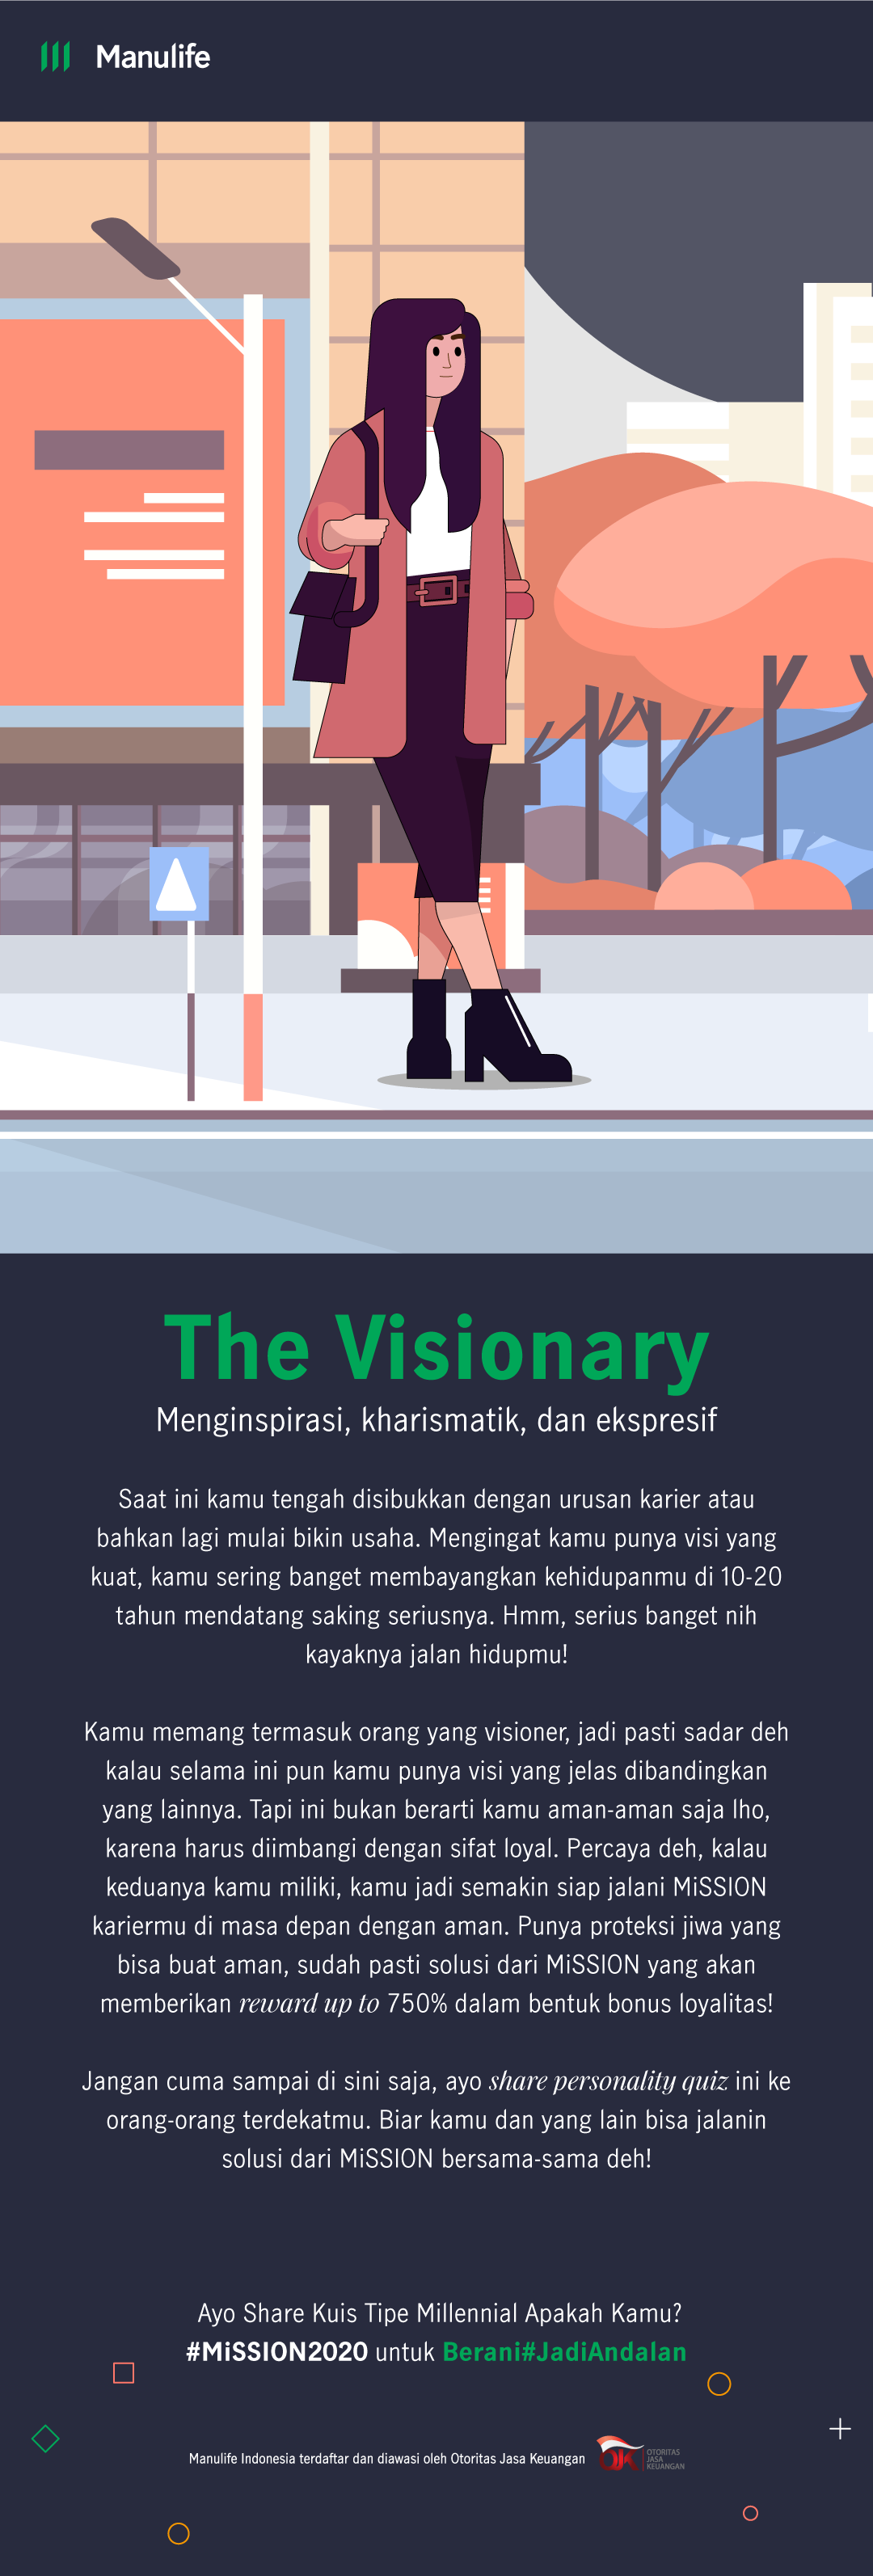 Manulife
The Visionary
Menginspirasi, kharismatik, dan ekspresif
Saat ini kamu tengah disibukkan dengan urusan karier atau
bahkan lagi mulai bikin usaha. Mengingat kamu punya visi yang
kuat, kamu sering banget membayangkan kehidupanmu di 10-20
tahun mendatang saking seriusnya. Hmm, serius banget nih
kayaknya jalan hidupmu!
Kamu memang termasuk orang yang visioner, jadi pasti sadar deh
kalau selama ini pun kamu punya visi yang jelas dibandingkan
yang lainnya. Tapi ini bukan berarti kamu aman-aman saja lho,
karena harus diimbangi dengan sifat loyal. Percaya deh, kalau
keduanya kamu miliki, kamu jadi semakin siap jalani MiSSION
kariermu di masa depan dengan aman. Punya proteksi jiwa yang
bisa buat aman, sudah pasti solusi dari MiSSION yang akan
memberikan reward up to 750% dalam bentuk bonus loyalitas!
Jangan cuma sampai di sini saja, ayo share personality quiz ini ke
orang-orang terdekatmu. Biar kamu dan yang lain bisa jalanin
solusi dari MiSSION bersama-sama deh!
Ayo Share Kuis Tipe Millennial Apakah Kamu?
#MiSSION2020 untuk Berani#JadiAndalan
Manulife Indonesia terdaftar dan diawasi oleh Otoritas Jasa Keuangan
OJK
OTORITAS
JASA
KEUANGAN